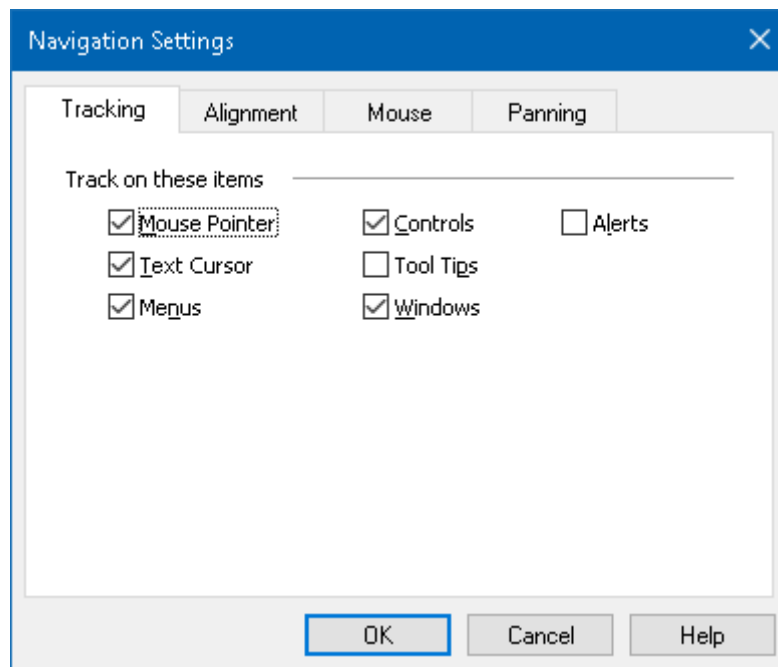 Navigation Settings
Tracking Alignment Mouse Panning
Track on these items
Mouse Pointer Controls Alerts
Text Cursor Tool Tips
Menus Windows
OK Cancel Help